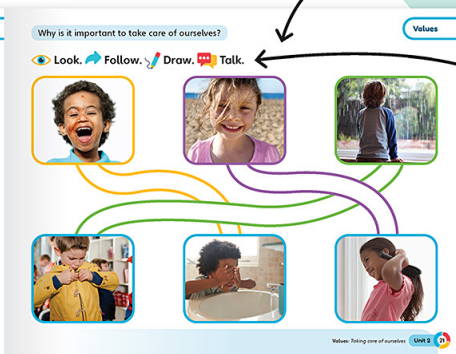 Why is it important to take care of ourselves?
Values
Look. Follow. Draw. Talk.
Values: Taking care of ourselves Unit 2 21